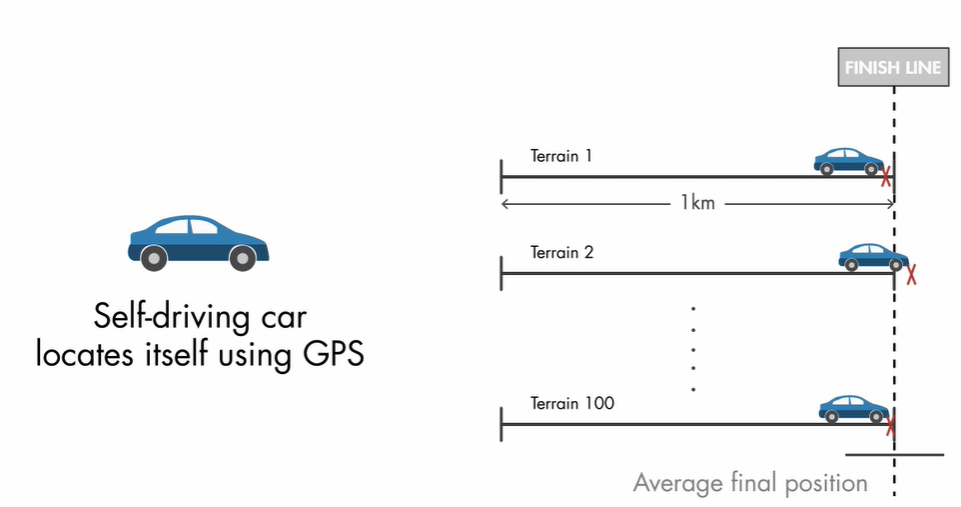 FINISH LINE
Terrain 1
1km
Terrain 2
Self-driving car
locates itself using GPS
Terrain 100
Average final position